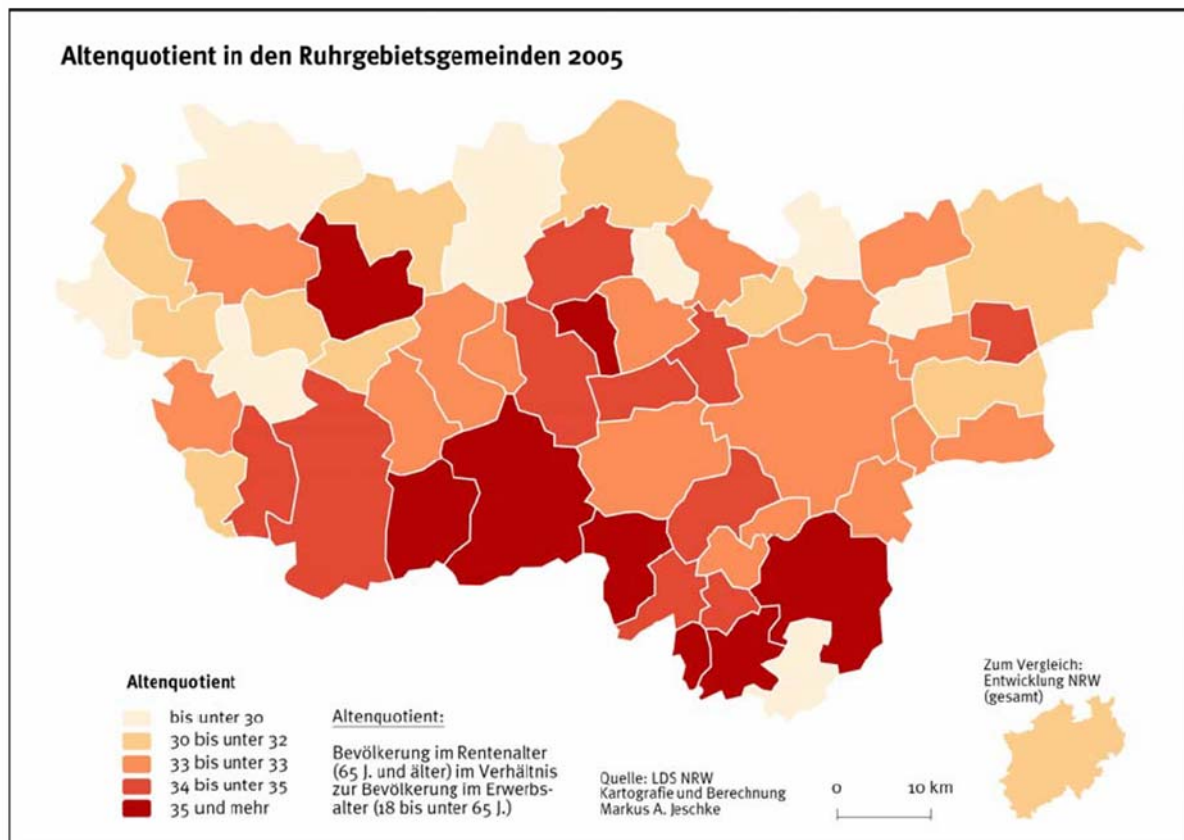 Altenquotient in den Ruhrgebietsgemeinden 2005
Altenquotient
bis unter 30
30 bis unter 32
33 bis unter 33
34 bis unter 35
35 und mehr
Altenquotient:
Bevölkerung im Rentenalter
(65 J. und älter) im Verhältnis
zur Bevölkerung im Erwerbs-
alter (18 bis unter 65 J.)
Quelle: LDS NRW
Kartografie und Berechnung
Markus A. Jeschke
0 10 km
Zum Vergleich:
Entwicklung NRW
(gesamt)